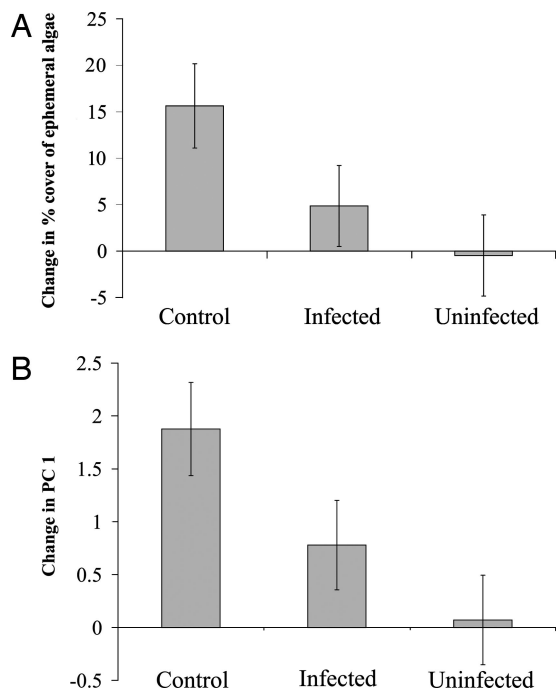 A
Change in % cover of ephemeral algae
25
20
15
10
5
0
-5
Control Infected Uninfected
B
Change in PC 1
2.5
2
1.5
1
0.5
0
-0.5
Control Infected Uninfected